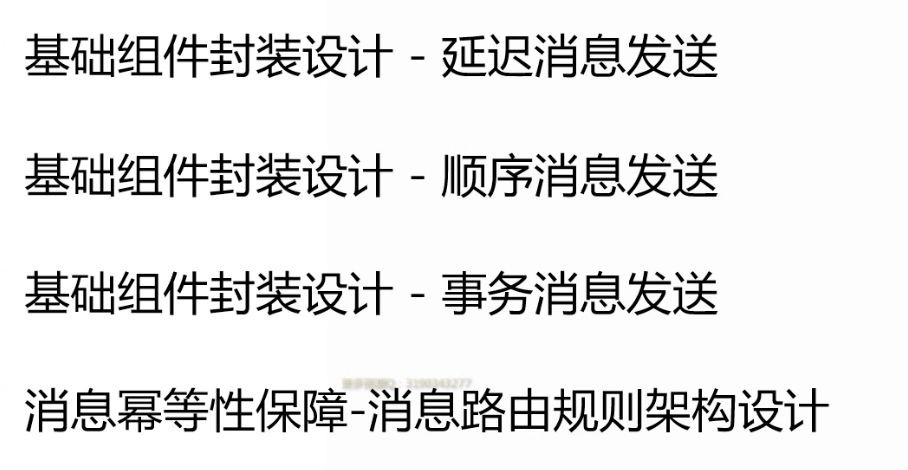 基础组件封装设计 - 延迟消息发送
基础组件封装设计 - 顺序消息发送
基础组件封装设计 - 事务消息发送
消息幂等性保障-消息路由规则架构设计